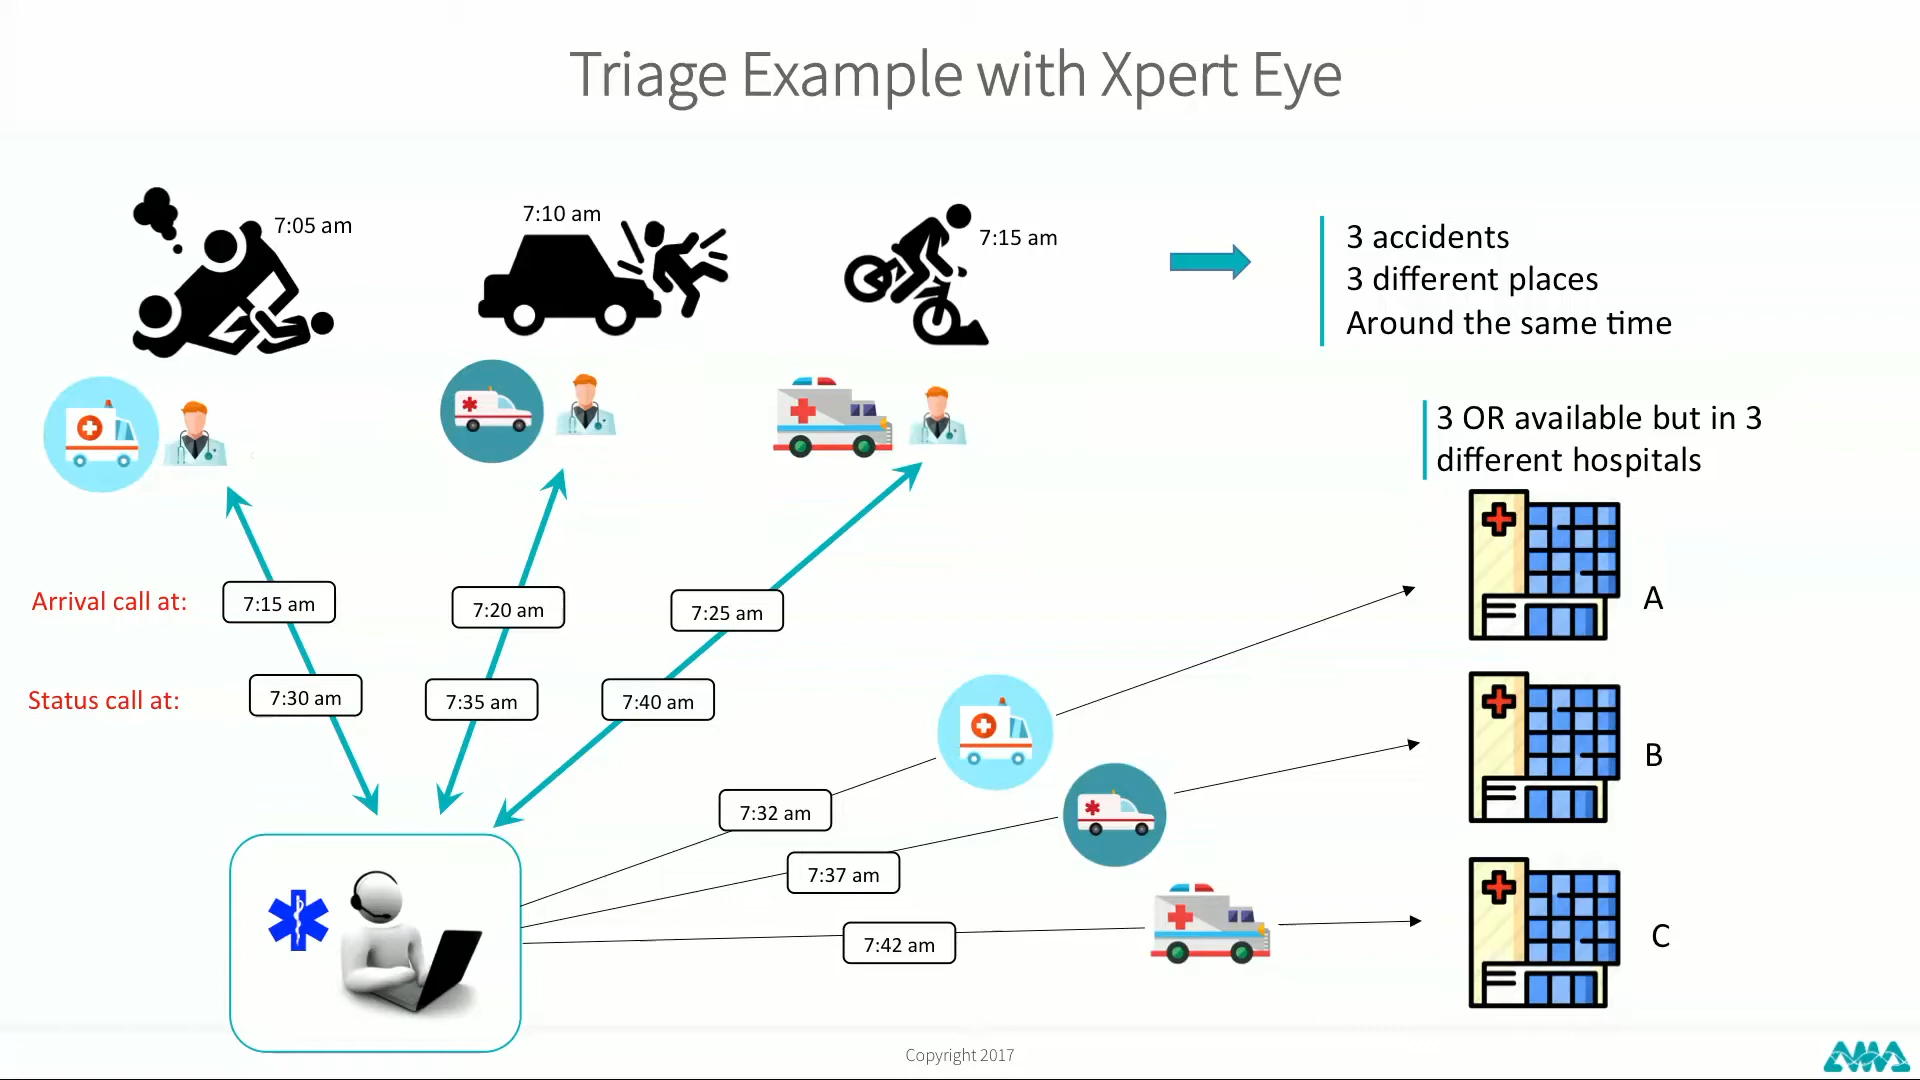 Triage Example with Xpert Eye
7:05 am
7:10 am
7:15 am
3 accidents
3 different places
Around the same time
3 OR available but in 3
different hospitals
Arrival call at:
7:15 am
7:20 am
7:25 am
A
Status call at:
7:30 am
7:35 am
7:40 am
B
7:32 am
7:37 am
7:42 am
C
Copyright 2017
AMA